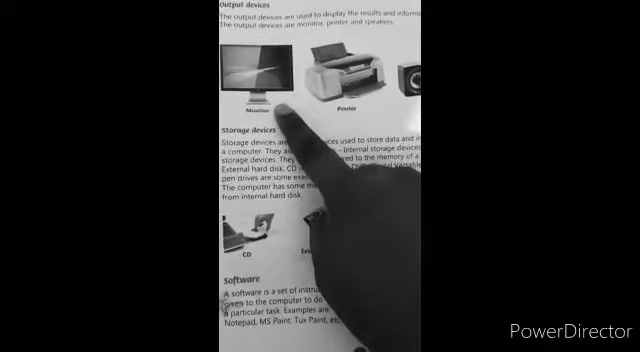 Output devices
The output devices are used to display the results and informa
The output devices are monitor, printer and speakers.
Monitor
Printer
Storage devices
Storage devices are ices used to store data and in
a computer. They a – Internal storage devices
storage devices. They red to the memory of a
External hard disk, CD Versatile
pen drives are some exa
The computer has some m
from internal hard disk.
CD
Software
A software is a set of instru
given to the computer to do
a particular task. Examples are
Notepad, MS Paint, Tux Paint, etc.
PowerDirector